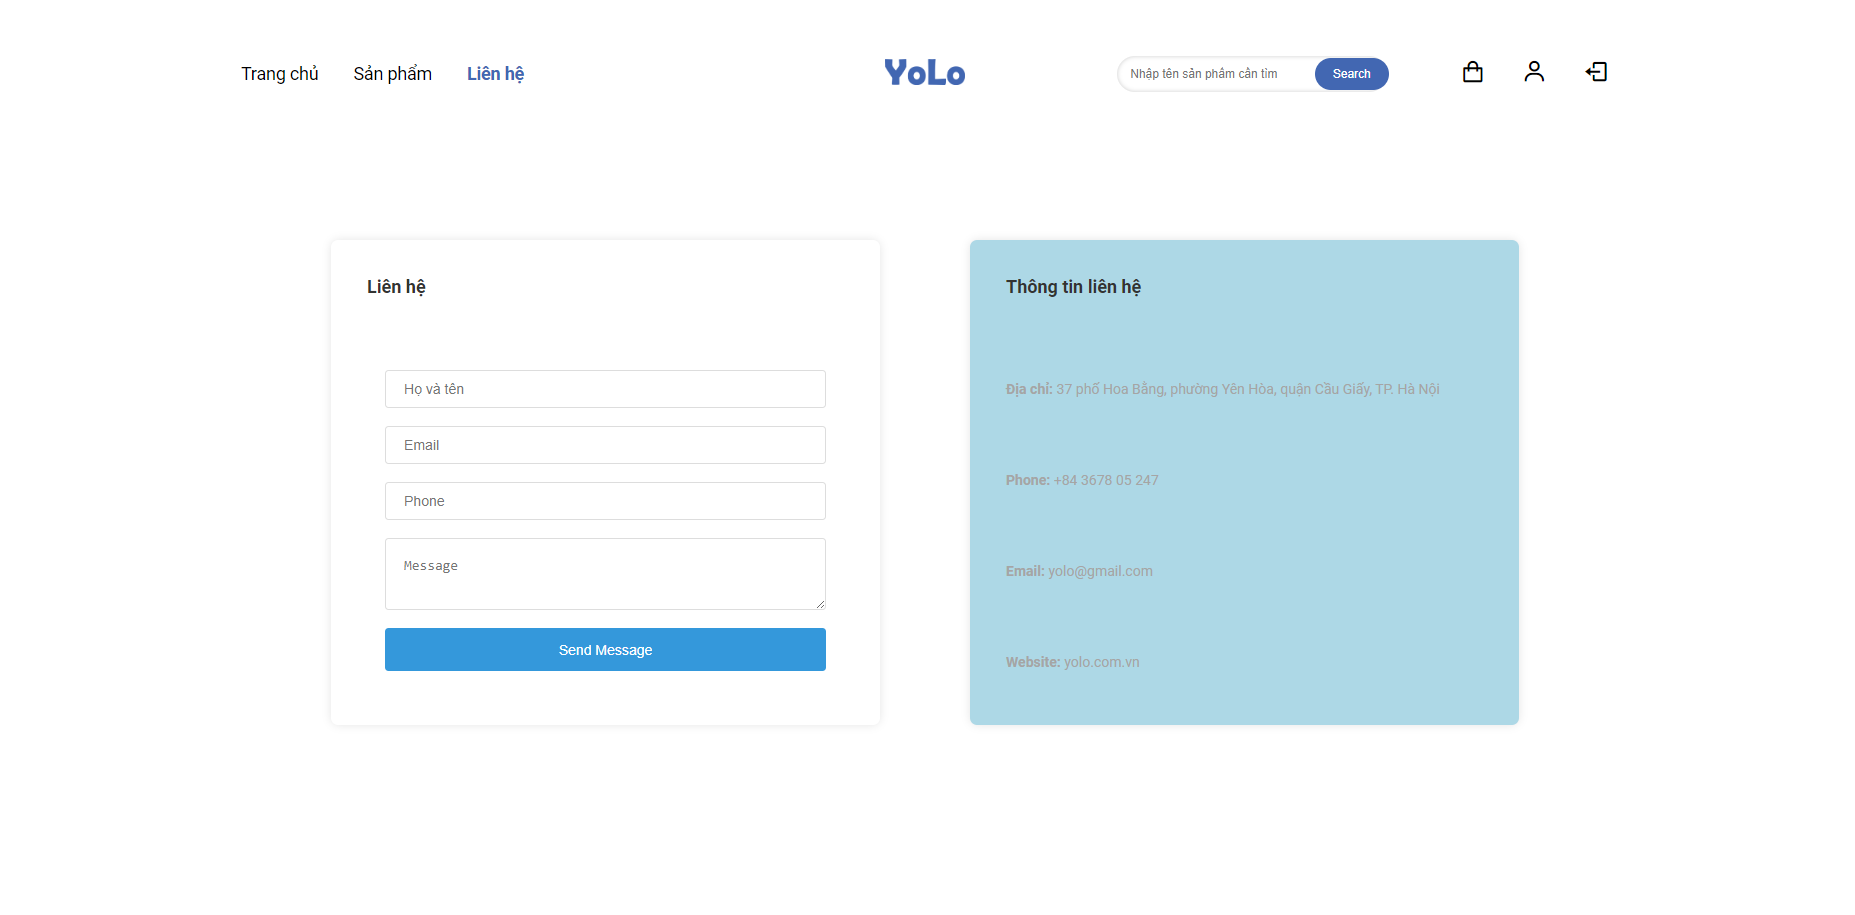 Trang chủ Sản phẩm Liên hệ YoLo Nhập tên sản phẩm cần tìm Search
Liên hệ
Họ và tên
Email
Phone
Message
Send Message
Thông tin liên hệ
Địa chỉ: 37 phố Hoa Bằng, phường Yên Hòa, quận Cầu Giấy, TP. Hà Nội
Phone: +84 3678 05 247
Email: yolo@gmail.com
Website: yolo.com.vn